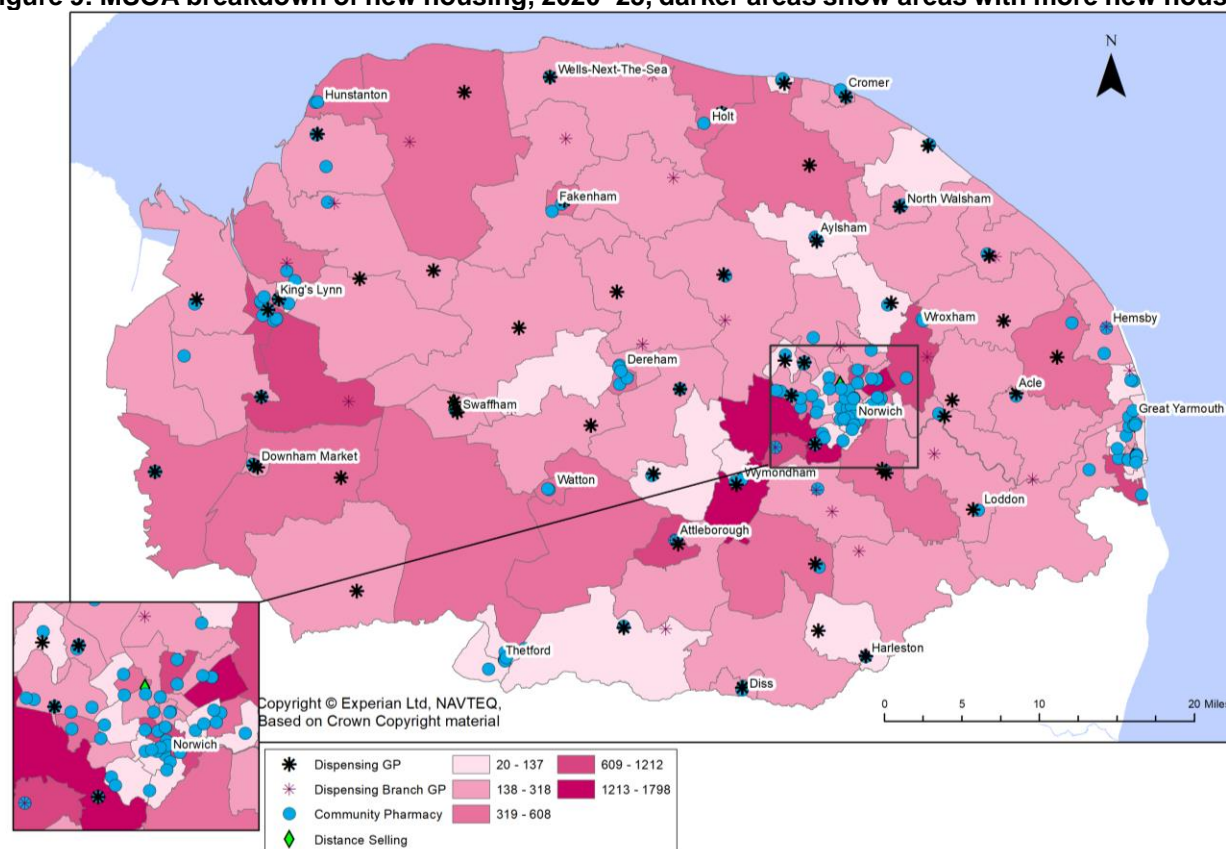 Figure 9: MSOA breakdown of new housing, 2020–25, darker areas show areas with more new hous
N
Wells-Next-The-Sea
Cromer
Hunstanton
Holt
Fakenham
North Walsham
Aylsham
King's Lynn
Wroxham
Hemsby
Dereham
Acle
Swaffham
Norwich
Great Yarmouth
Downham Market
Wymondham
Watton
Loddon
Attleborough
Thetford
Harleston
Diss
Copyright © Experian Ltd, NAVTEQ,
Based on Crown Copyright material
0 5 10 20 Miles
Norwich
Dispensing GP 20 - 137 609 - 1212
Dispensing Branch GP 138 - 318 1213 - 1798
Community Pharmacy 319 - 608
Distance Selling